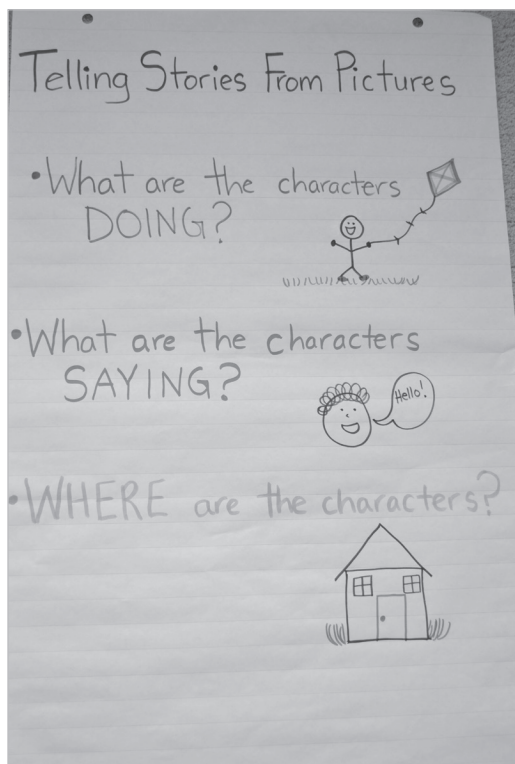 Telling Stories From Pictures
•What are the characters
DOING?
•What are the characters
SAYING?
Hello!
•WHERE are the characters?